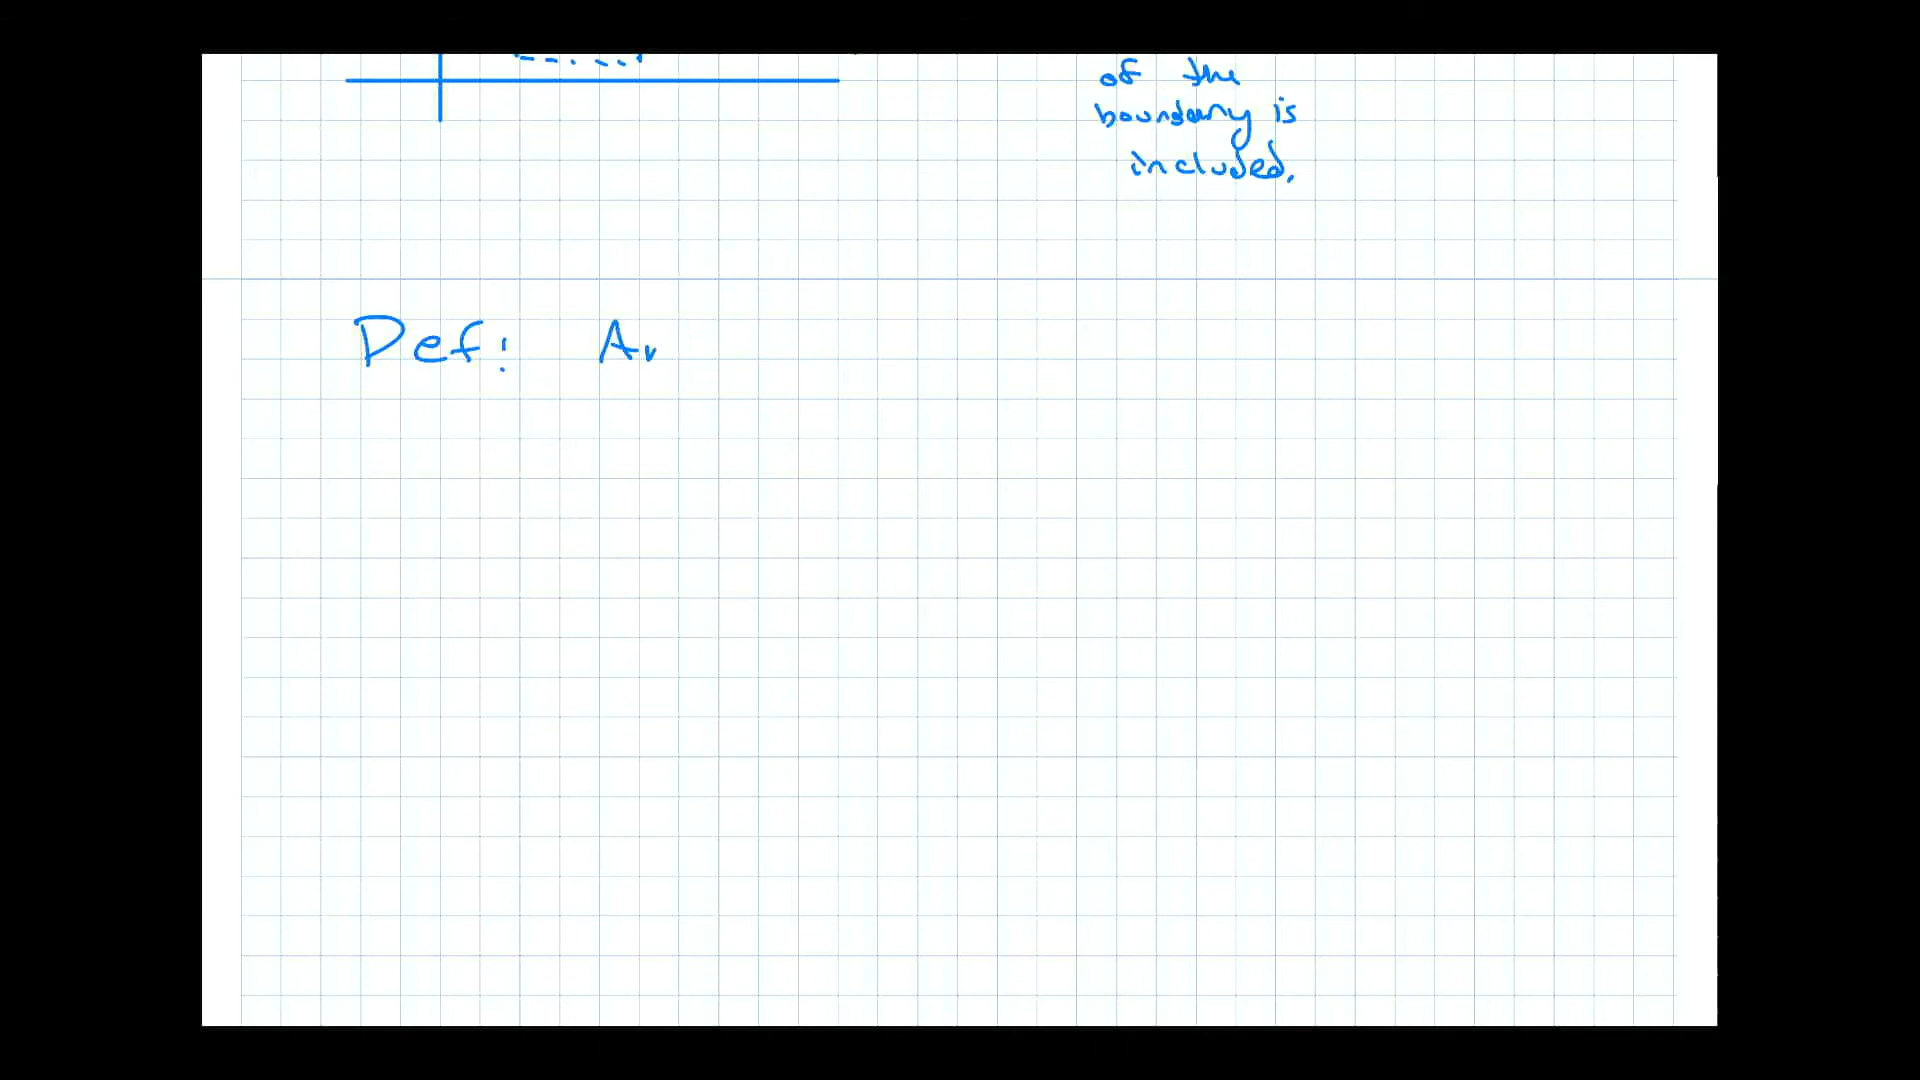 of the
boundary is
included.
Def: A